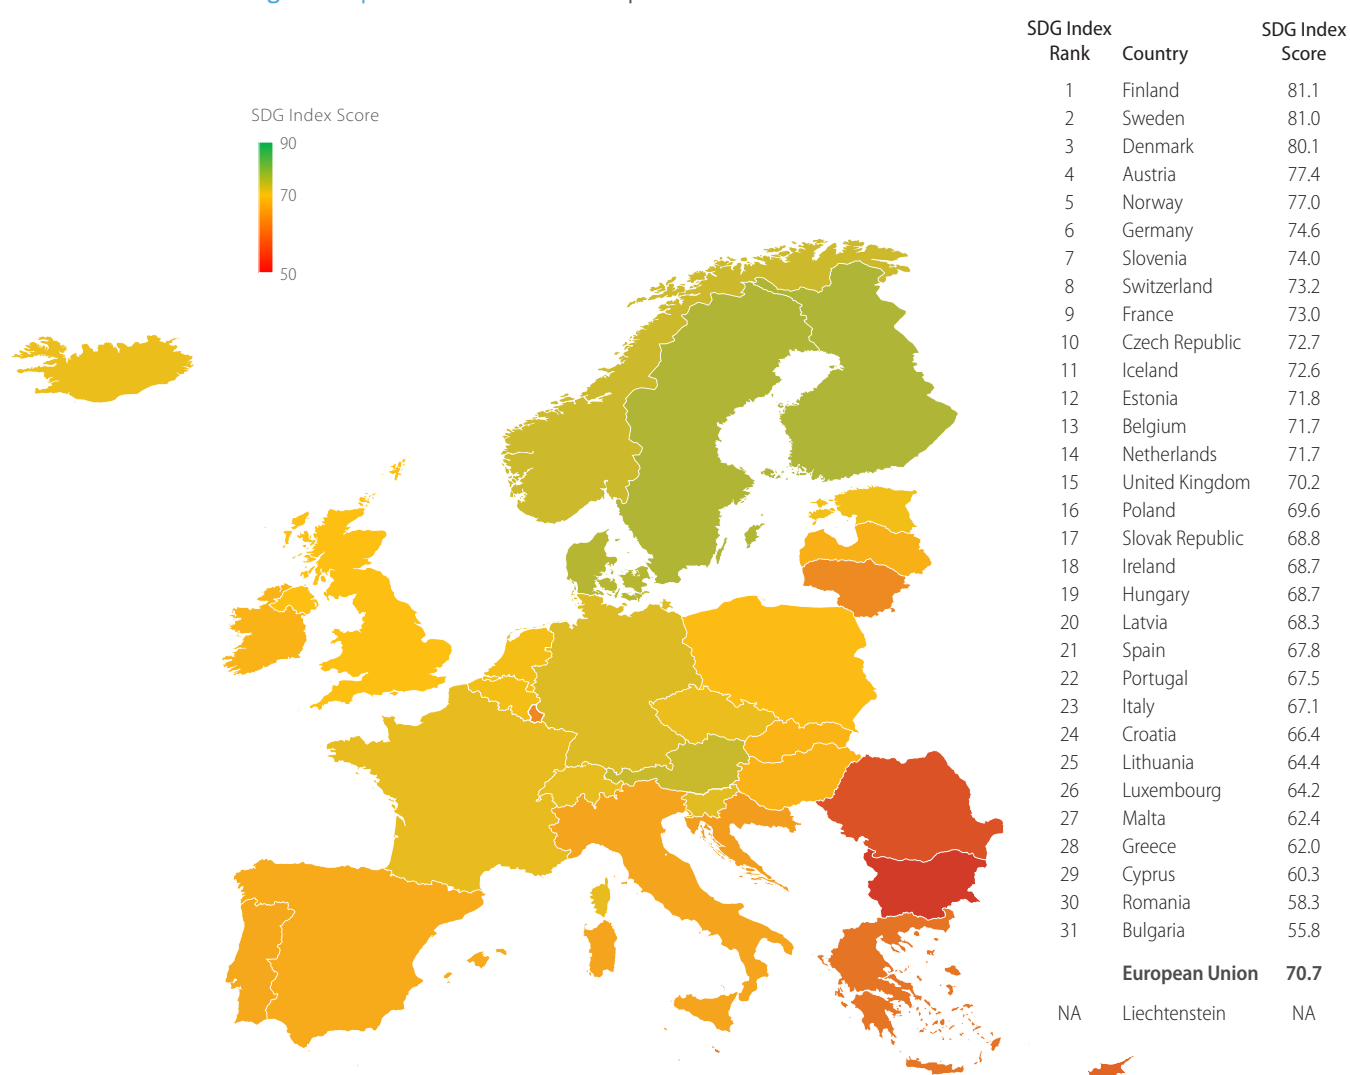 SDG Index Score
90
70
50
SDG Index Rank Country SDG Index Score
1 Finland 81.1
2 Sweden 81.0
3 Denmark 80.1
4 Austria 77.4
5 Norway 77.0
6 Germany 74.6
7 Slovenia 74.0
8 Switzerland 73.2
9 France 73.0
10 Czech Republic 72.7
11 Iceland 72.6
12 Estonia 71.8
13 Belgium 71.7
14 Netherlands 71.7
15 United Kingdom 70.2
16 Poland 69.6
17 Slovak Republic 68.8
18 Ireland 68.7
19 Hungary 68.7
20 Latvia 68.3
21 Spain 67.8
22 Portugal 67.5
23 Italy 67.1
24 Croatia 66.4
25 Lithuania 64.4
26 Luxembourg 64.2
27 Malta 62.4
28 Greece 62.0
29 Cyprus 60.3
30 Romania 58.3
31 Bulgaria 55.8
European Union 70.7
NA Liechtenstein NA